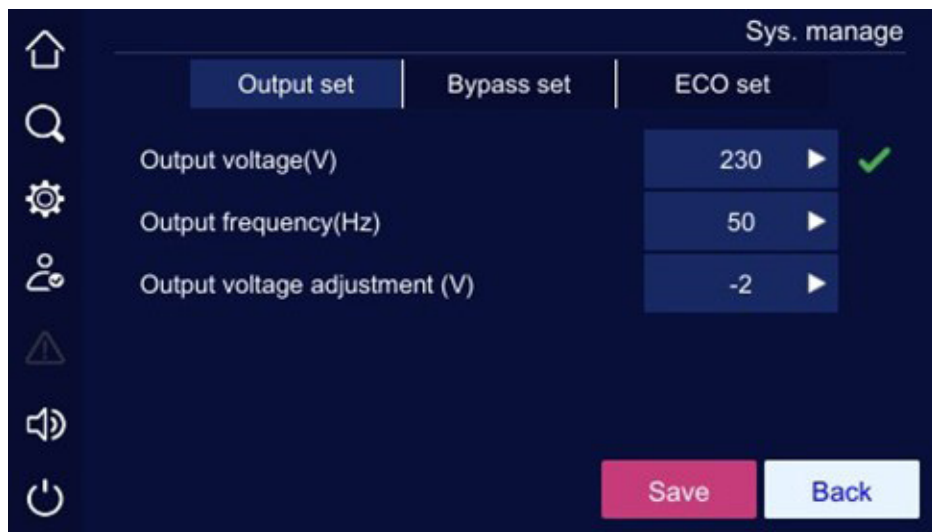 Sys. manage
Output set Bypass set ECO set
Output voltage(V) 230
Output frequency(Hz) 50
Output voltage adjustment (V) -2
Save Back